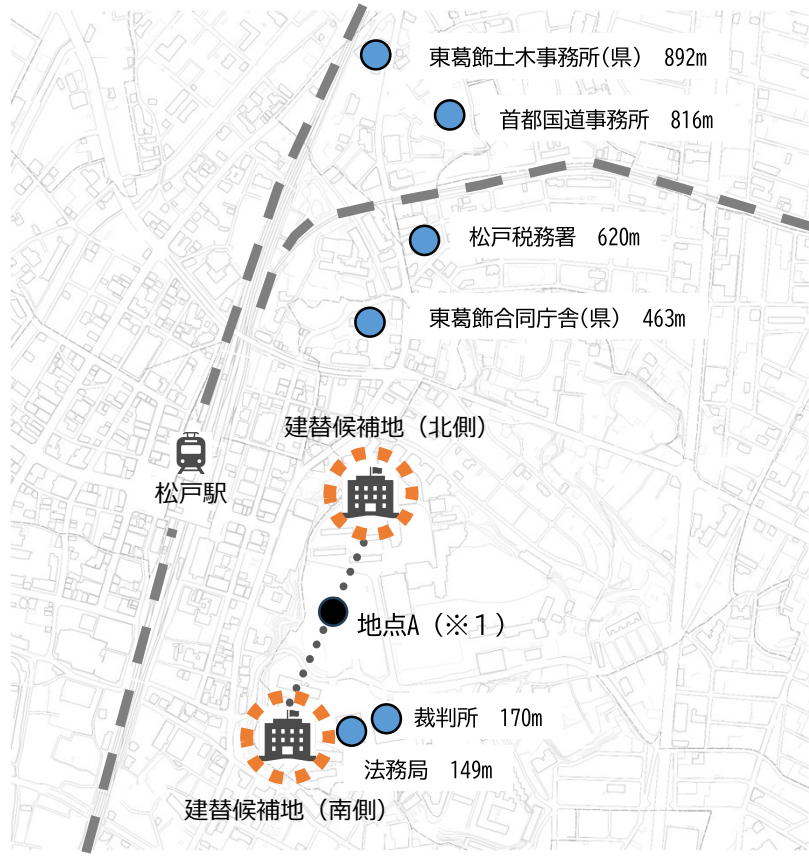 東葛飾土木事務所(県) 892m
首都国道事務所 816m
松戸税務署 620m
東葛飾合同庁舎(県) 463m
建替候補地（北側）
松戸駅
地点A（※１）
裁判所 170m
法務局 149m
建替候補地（南側）